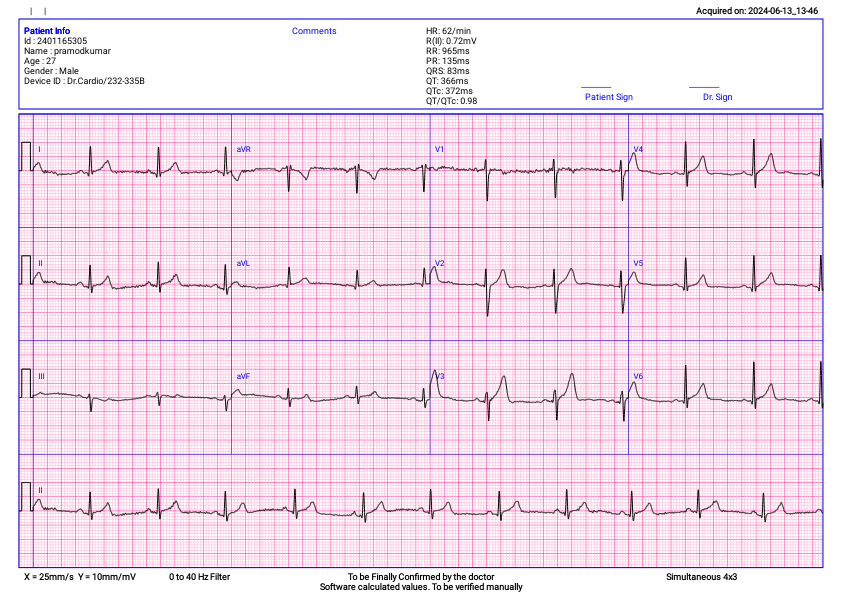 Acquired on: 2024-06-13_13-46
Patient Info
Id : 2401165305
Name : pramodkumar
Age : 27
Gender : Male
Device ID : Dr.Cardio/232-335B
Comments
HR: 62/min
R(II): 0.72mV
RR: 965ms
PR: 135ms
QRS: 83ms
QT: 366ms
QTc: 372ms
QT/QTc: 0.98
Patient Sign
Dr. Sign
I
aVR
V1
V4
II
aVL
V2
V5
III
aVF
V3
V6
II
X = 25mm/s Y = 10mm/mV
0 to 40 Hz Filter
To be Finally Confirmed by the doctor
Software calculated values. To be verified manually
Simultaneous 4x3